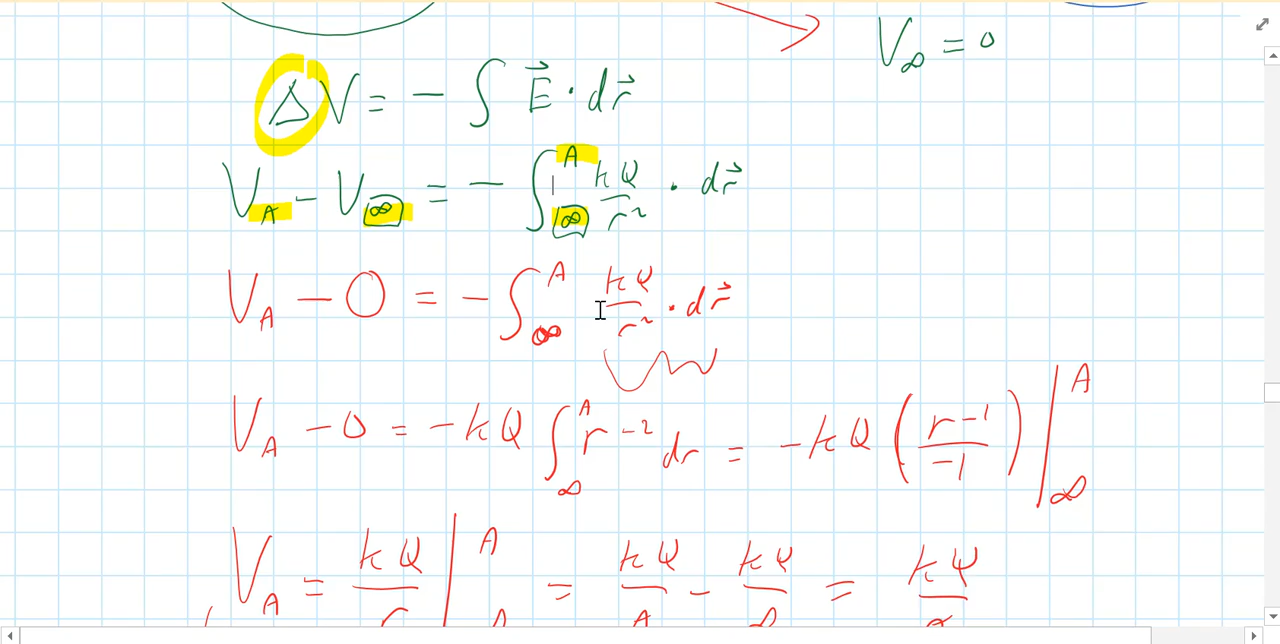 V∞ = 0
ΔV = - ∫ E⃗ · dr⃗
V_A - V_∞ = - ∫_∞^A kQ/r² · dr⃗
V_A - 0 = - ∫_∞^A kQ/r² · dr⃗
V_A - 0 = -kQ ∫_∞^A r⁻² dr = -kQ (r⁻¹/-1) |_∞^A
V_A = kQ/r |^A = kQ/A - kQ/∞ = kQ